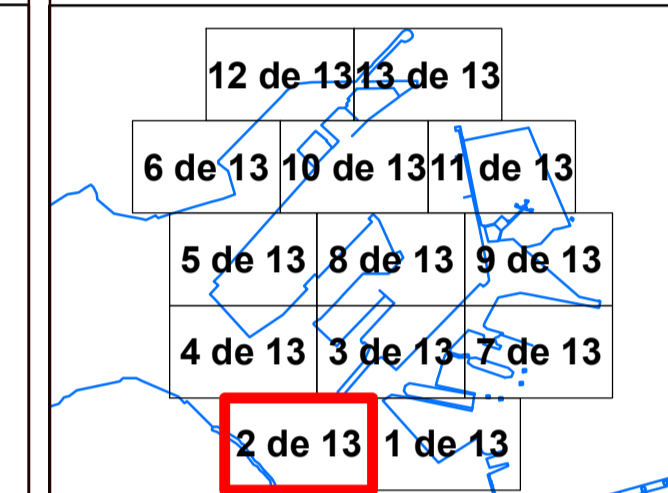 12 de 13 13 de 13
6 de 13 10 de 13 11 de 13
5 de 13 8 de 13 9 de 13
4 de 13 3 de 13 7 de 13
2 de 13 1 de 13